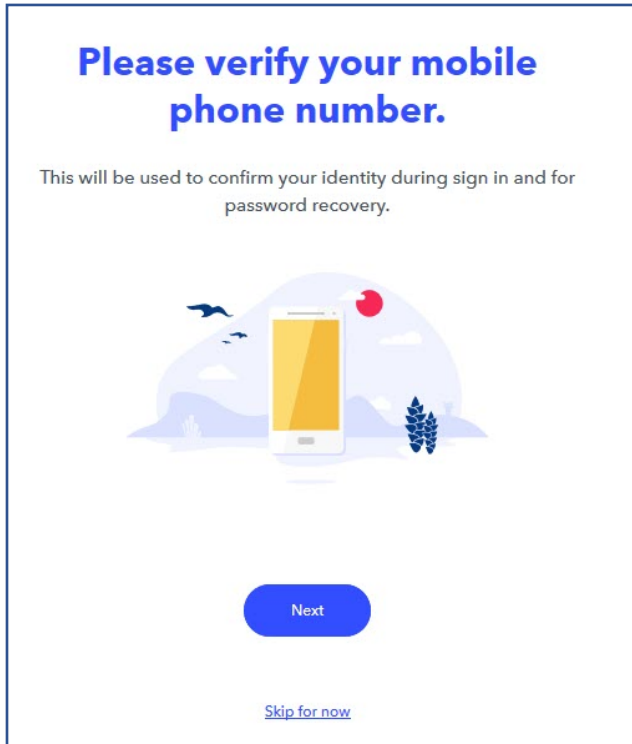 Please verify your mobile
phone number.
This will be used to confirm your identity during sign in and for
password recovery.
Next
Skip for now